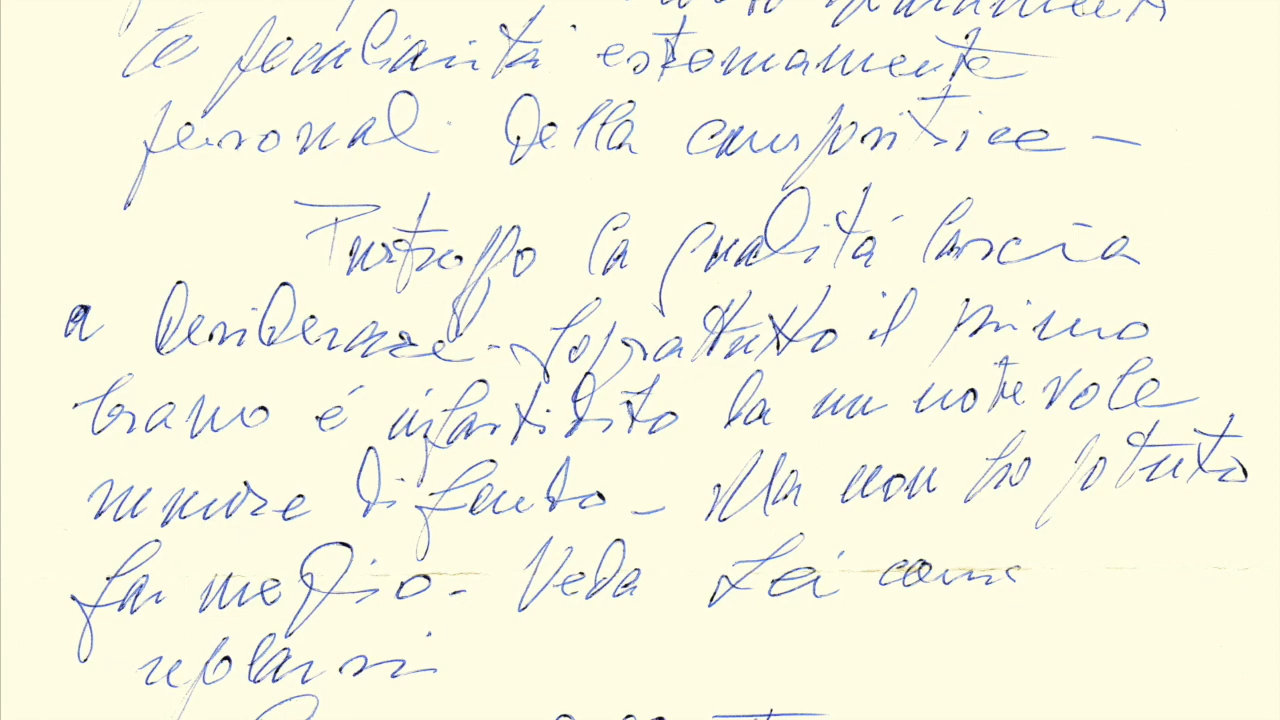 le peculiarità estremamente
personali della compositrice -
Purtroppo la qualità lascia
a desiderare - Soprattutto il primo
brano è infastidito da un notevole
rumore di fondo - Ma non ho potuto
far meglio - Veda Lei come
regolarsi